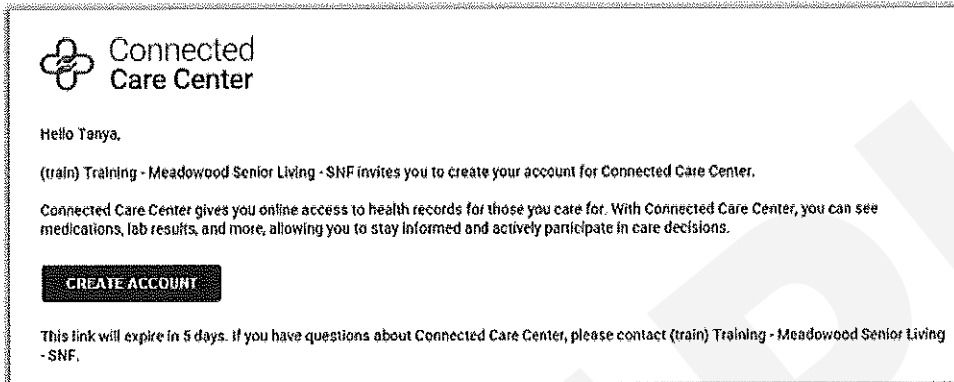 Connected
Care Center
Hello Tanya,
(train) Training - Meadowood Senior Living - SNF invites you to create your account for Connected Care Center.
Connected Care Center gives you online access to health records for those you care for. With Connected Care Center, you can see
medications, lab results, and more, allowing you to stay informed and actively participate in care decisions.
CREATE ACCOUNT
This link will expire in 5 days. If you have questions about Connected Care Center, please contact (train) Training - Meadowood Senior Living
- SNF.